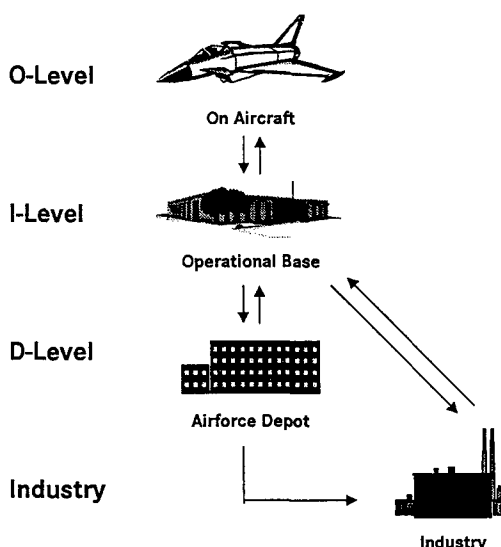 O-Level
On Aircraft
I-Level
Operational Base
D-Level
Airforce Depot
Industry
Industry